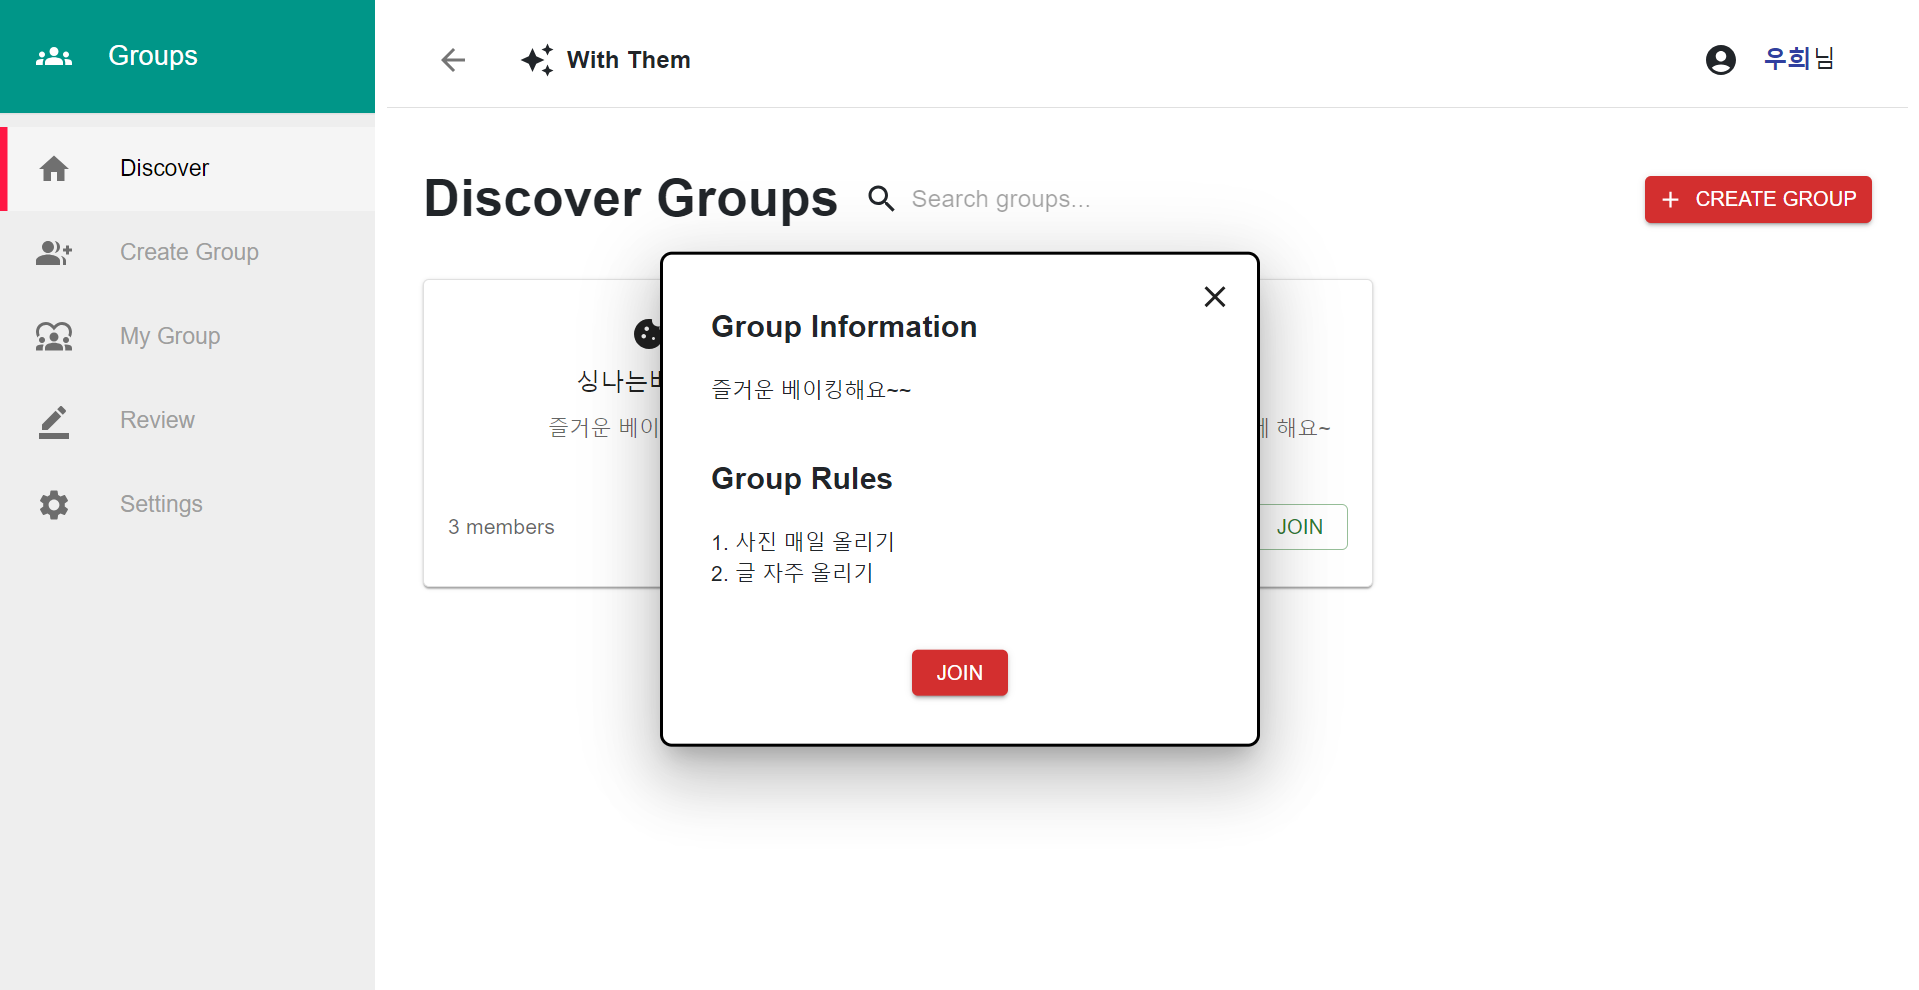 Groups
With Them
우희님
Discover
Create Group
My Group
Review
Settings
Discover Groups
Search groups...
CREATE GROUP
싱나는
즐거운 베이
3 members
해요~
JOIN
Group Information
즐거운 베이킹해요~~
Group Rules
1. 사진 매일 올리기
2. 글 자주 올리기
JOIN